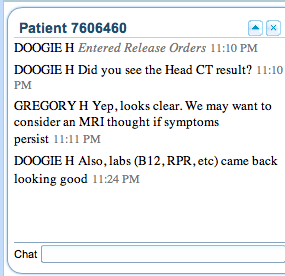 Patient 7606460
DOOGIE H Entered Release Orders 11:10 PM
DOOGIE H Did you see the Head CT result? 11:10
PM
GREGORY H Yep, looks clear. We may want to
consider an MRI thought if symptoms
persist 11:11 PM
DOOGIE H Also, labs (B12, RPR, etc) came back
looking good 11:24 PM
Chat